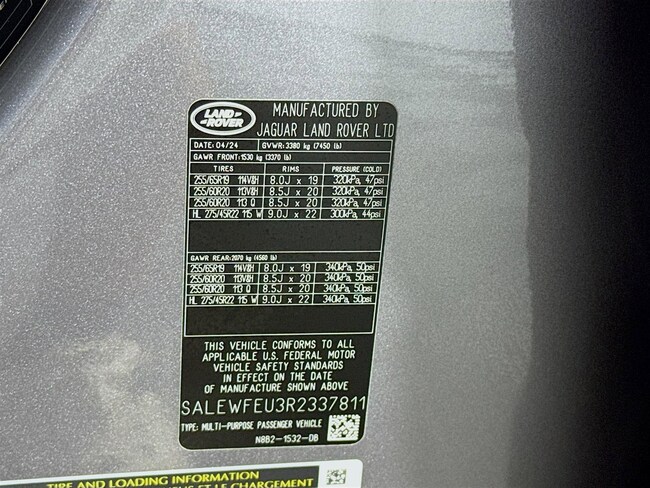 LAND ROVER
MANUFACTURED BY
JAGUAR LAND ROVER LTD
DATE: 04/24 GVWR: 3380 kg (7450 lb)
GAWR FRONT: 1530 kg (3370 lb)
TIRES RIMS PRESSURE (COLD)
255/65R19 114V&H 8.0J x 19 320kPa, 47psi
255/60R20 113V&H 8.5J x 20 320kPa, 47psi
255/60R20 113 Q 8.5J x 20 320kPa, 47psi
HL 275/45R22 115 W 9.0J x 22 300kPa, 44psi
GAWR REAR: 2070 kg (4560 lb)
255/65R19 114V&H 8.0J x 19 340kPa, 50psi
255/60R20 113V&H 8.5J x 20 340kPa, 50psi
255/60R20 113 Q 8.5J x 20 340kPa, 50psi
HL 275/45R22 115 W 9.0J x 22 340kPa, 50psi
THIS VEHICLE CONFORMS TO ALL
APPLICABLE U.S. FEDERAL MOTOR
VEHICLE SAFETY STANDARDS
IN EFFECT ON THE DATE
OF MANUFACTURE SHOWN ABOVE
SALEWFEU3R2337811
TYPE: MULTI-PURPOSE PASSENGER VEHICLE
N8B2-1532-DB
TIRE AND LOADING INFORMATION
ET LE CHARGEMENT